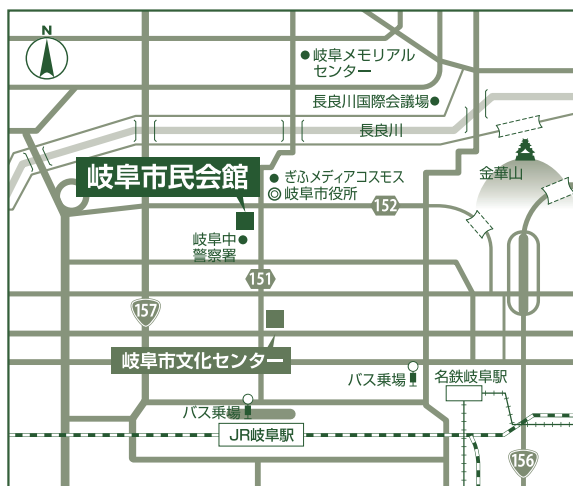 N
岐阜メモリアル
センター
長良川国際会議場
長良川
金華山
岐阜市民会館
ぎふメディアコスモス
岐阜市役所
152
岐阜中
警察署
151
157
岐阜市文化センター
バス乗場
名鉄岐阜駅
バス乗場
JR岐阜駅
156